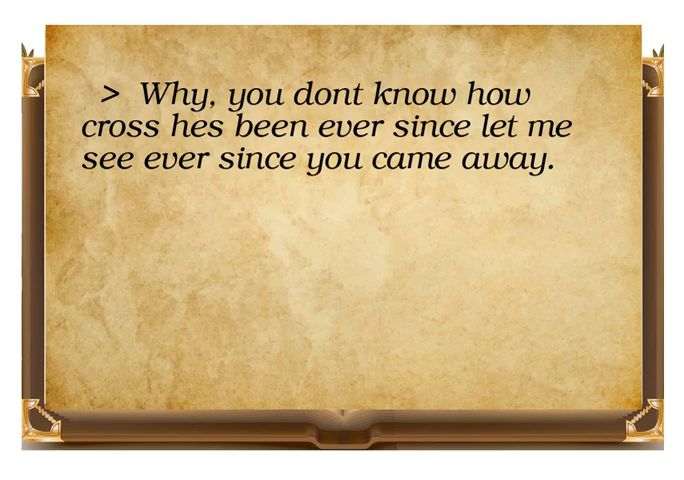 > Why, you dont know how
cross hes been ever since let me
see ever since you came away.